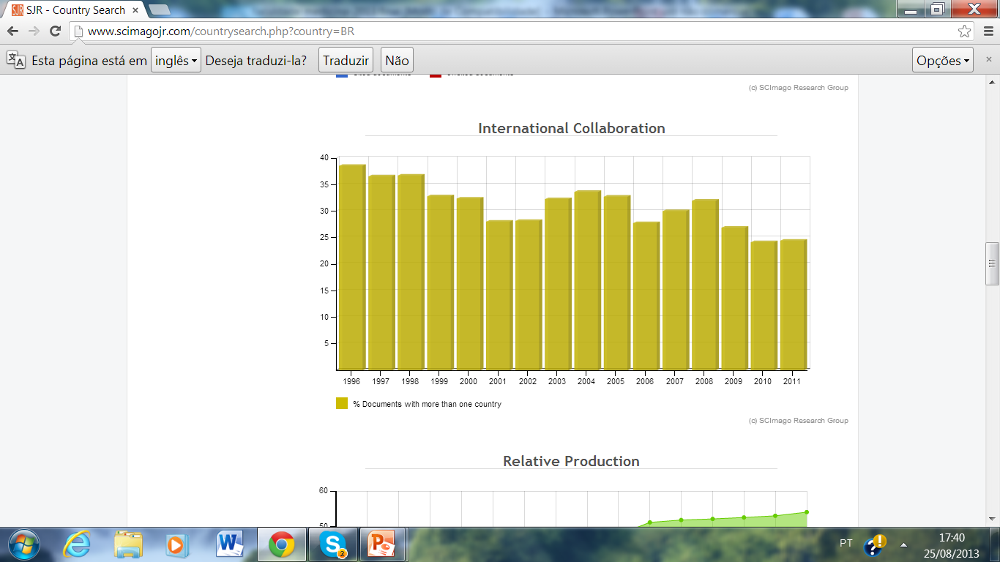 SJR - Country Search
www.scimagojr.com/countrysearch.php?country=BR
Esta página está em inglês Deseja traduzi-la? Traduzir Não Opções
(c) SCImago Research Group
International Collaboration
40
35
30
25
20
15
10
5
1996 1997 1998 1999 2000 2001 2002 2003 2004 2005 2006 2007 2008 2009 2010 2011
% Documents with more than one country
(c) SCImago Research Group
Relative Production
60
PT
17:40
25/08/2013